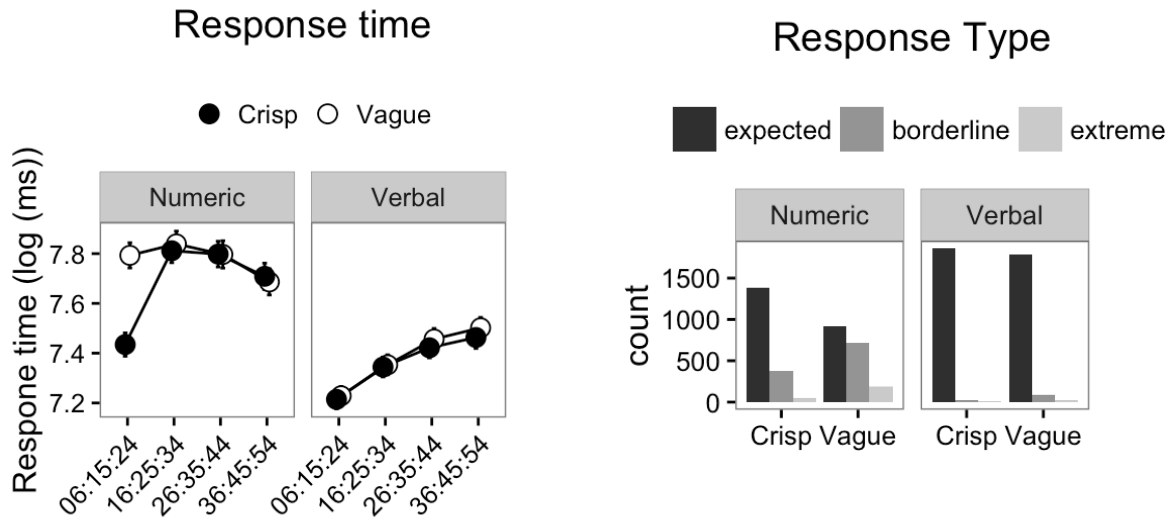 Response time
Crisp Vague
Numeric Verbal
Respone time (log (ms))
7.8
7.6
7.4
7.2
06:15:24 16:25:34 26:35:44 36:45:54 06:15:24 16:25:34 26:35:44 36:45:54
Response Type
expected borderline extreme
Numeric Verbal
count
1500
1000
500
0
Crisp Vague Crisp Vague